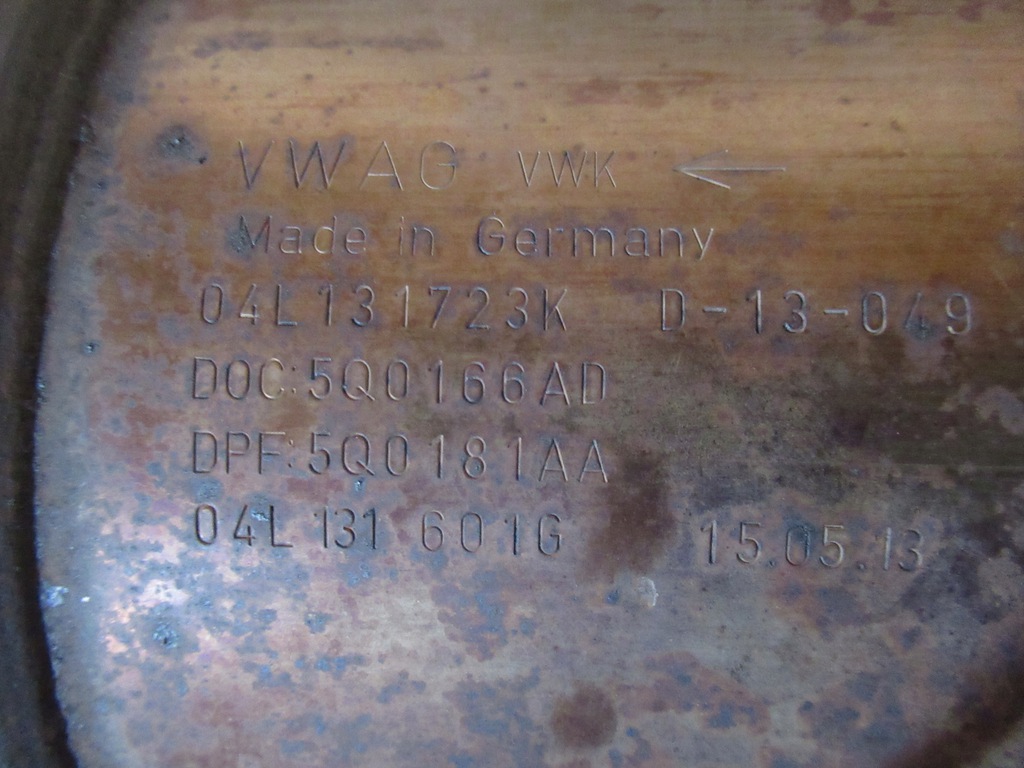 VWAG VWK ←
Made in Germany
04L131723K D-13-049
DOC:5Q0166AD
DPF:5Q0181AA
04L 131 601G 15.05.13